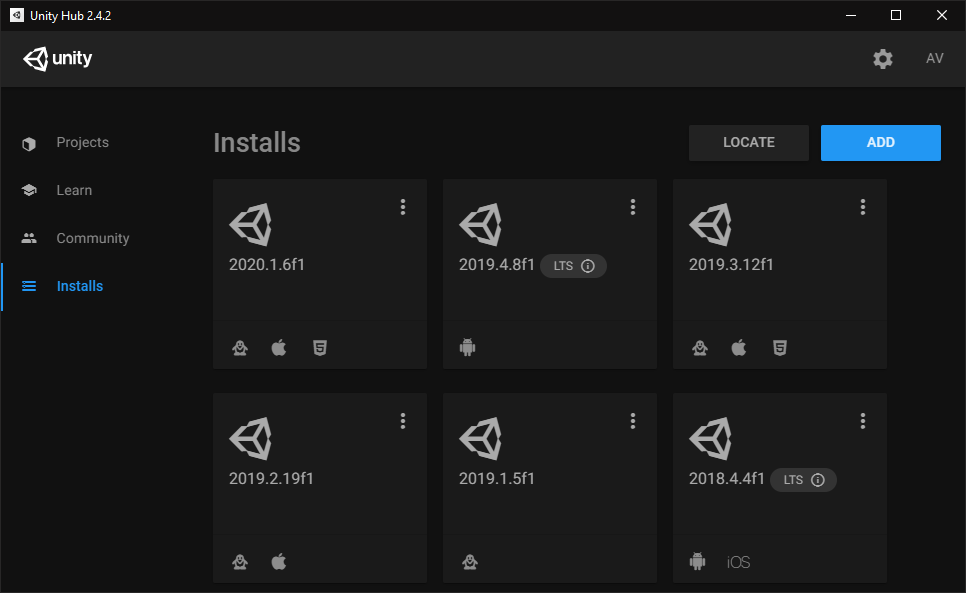 Unity Hub 2.4.2
unity
AV
Projects
Learn
Community
Installs
Installs
LOCATE
ADD
2020.1.6f1
2019.4.8f1 LTS
2019.3.12f1
2019.2.19f1
2019.1.5f1
2018.4.4f1 LTS
iOS